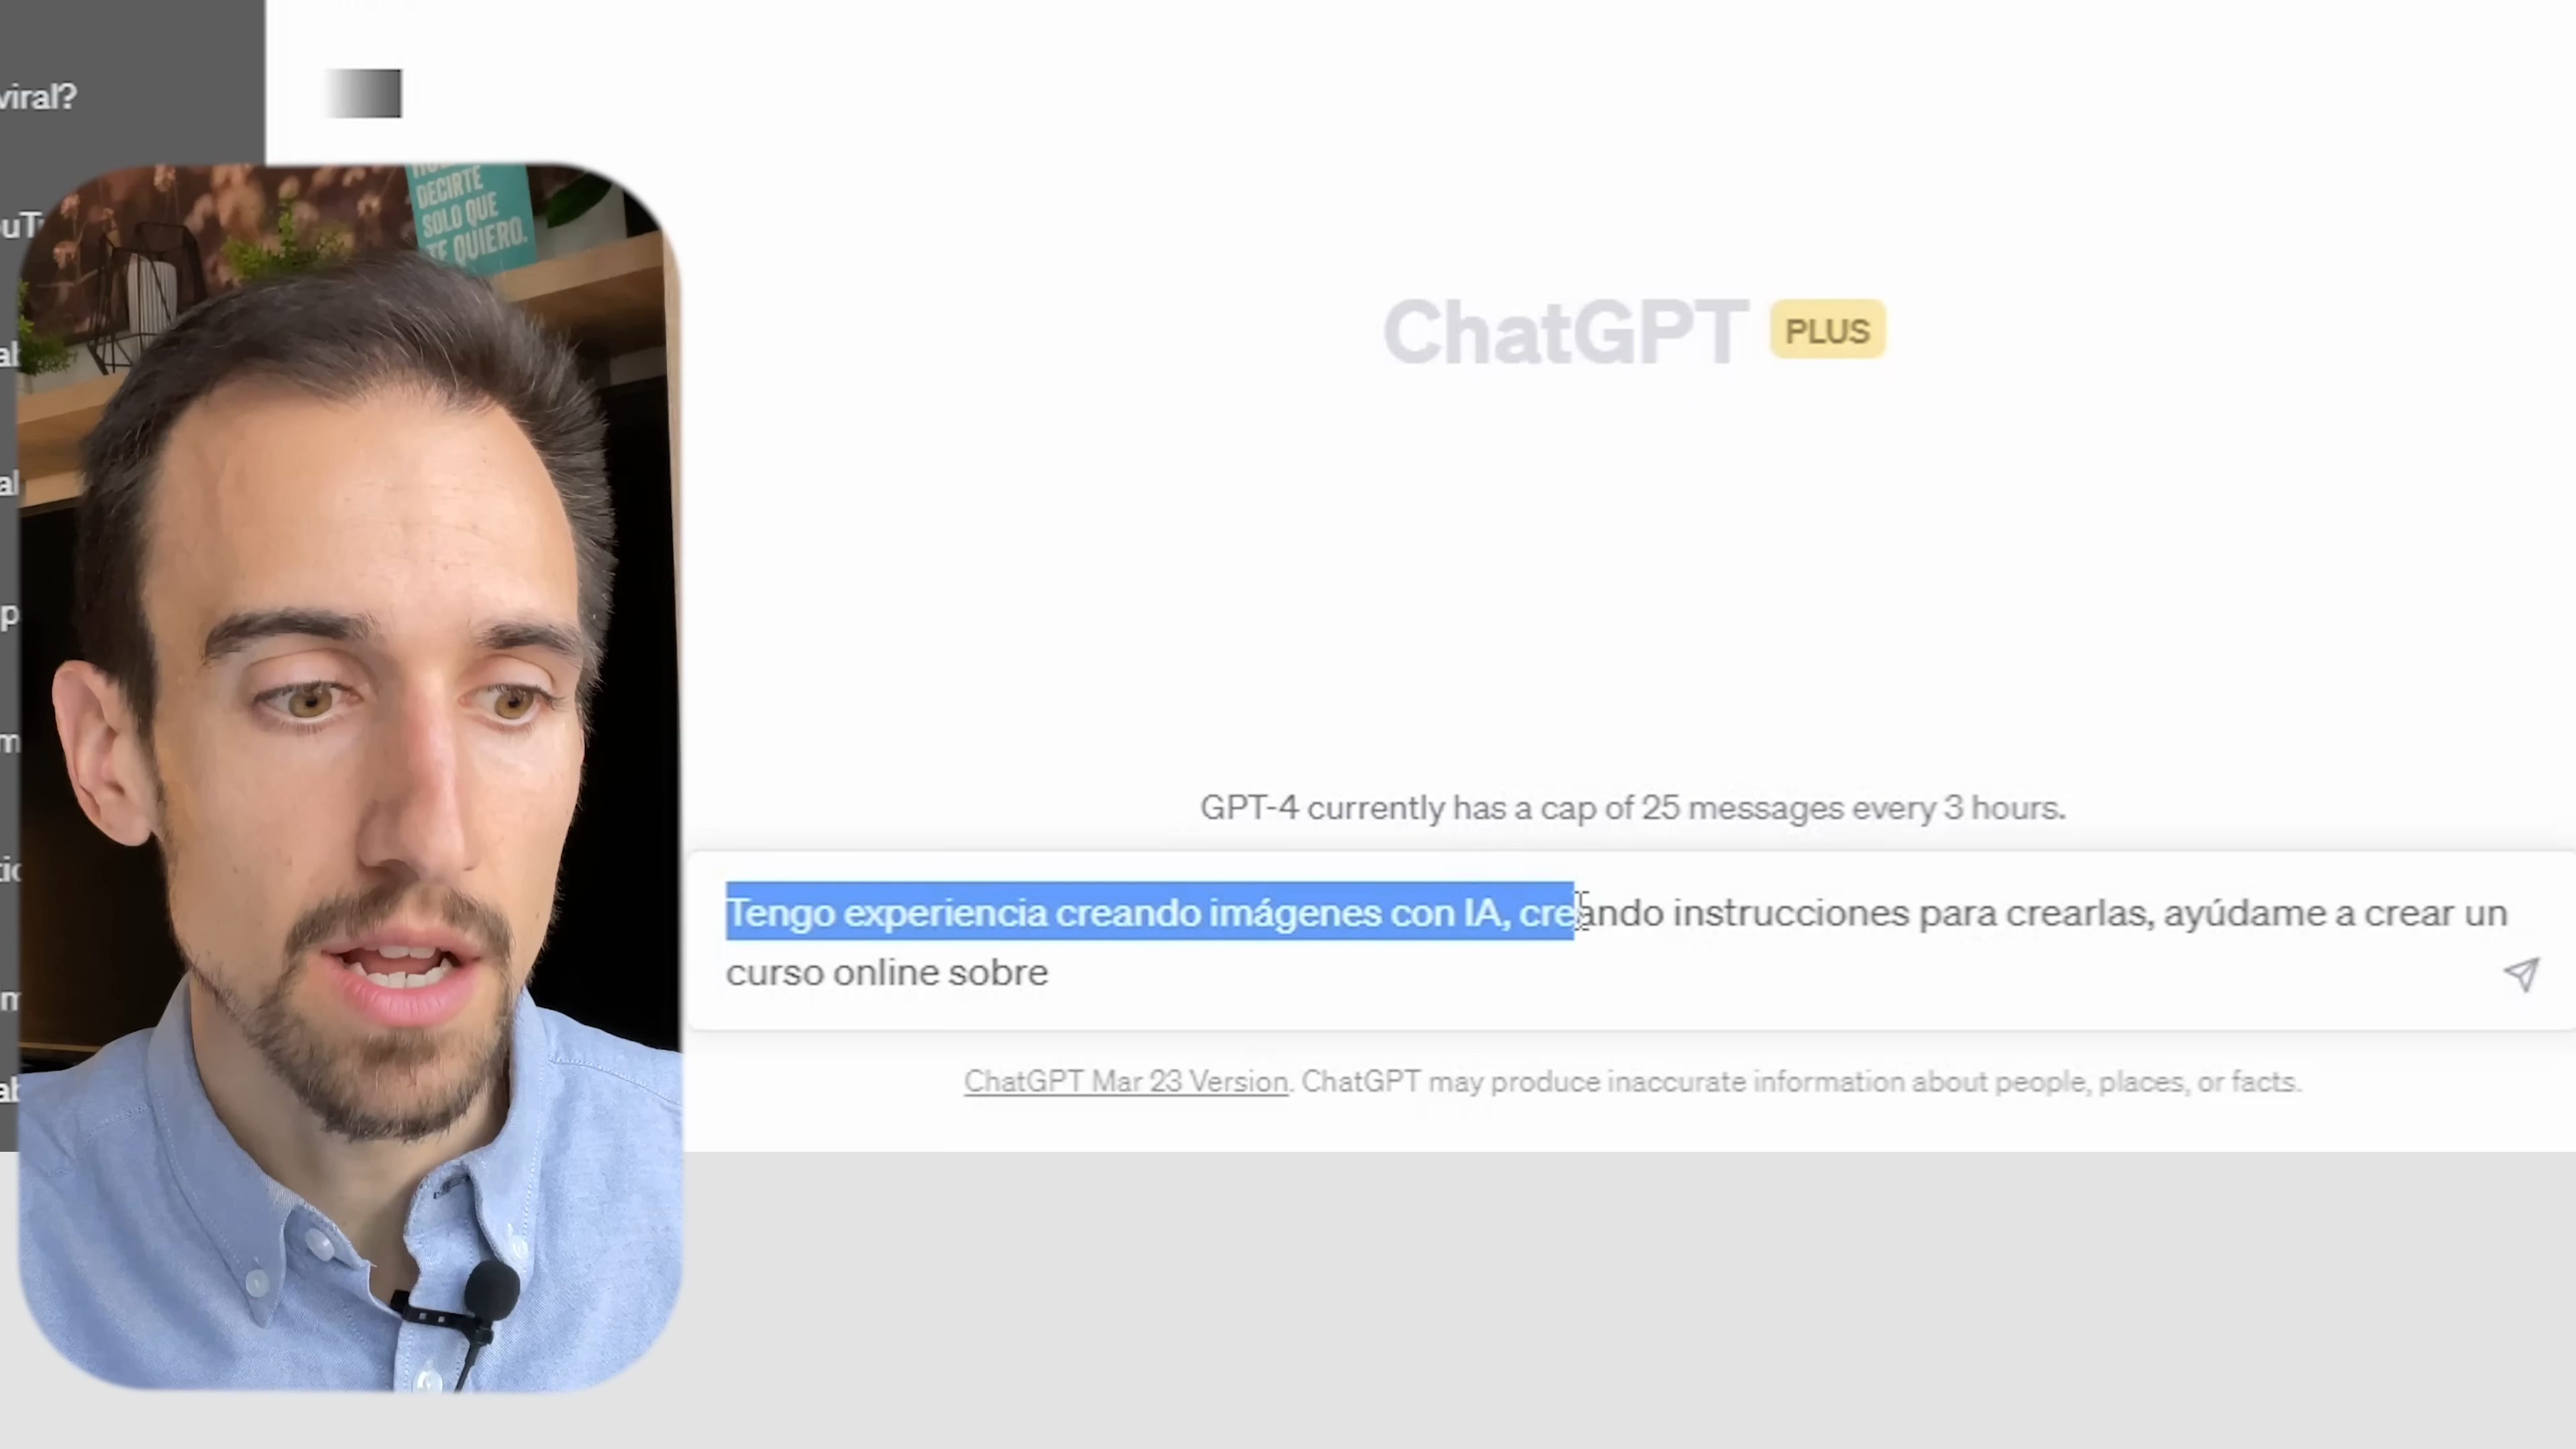 viral?
DECIRTE
SOLO QUE
TE QUIERO.
ChatGPT PLUS
GPT-4 currently has a cap of 25 messages every 3 hours.
Tengo experiencia creando imágenes con IA, creando instrucciones para crearlas, ayúdame a crear un
curso online sobre
ChatGPT Mar 23 Version. ChatGPT may produce inaccurate information about people, places, or facts.